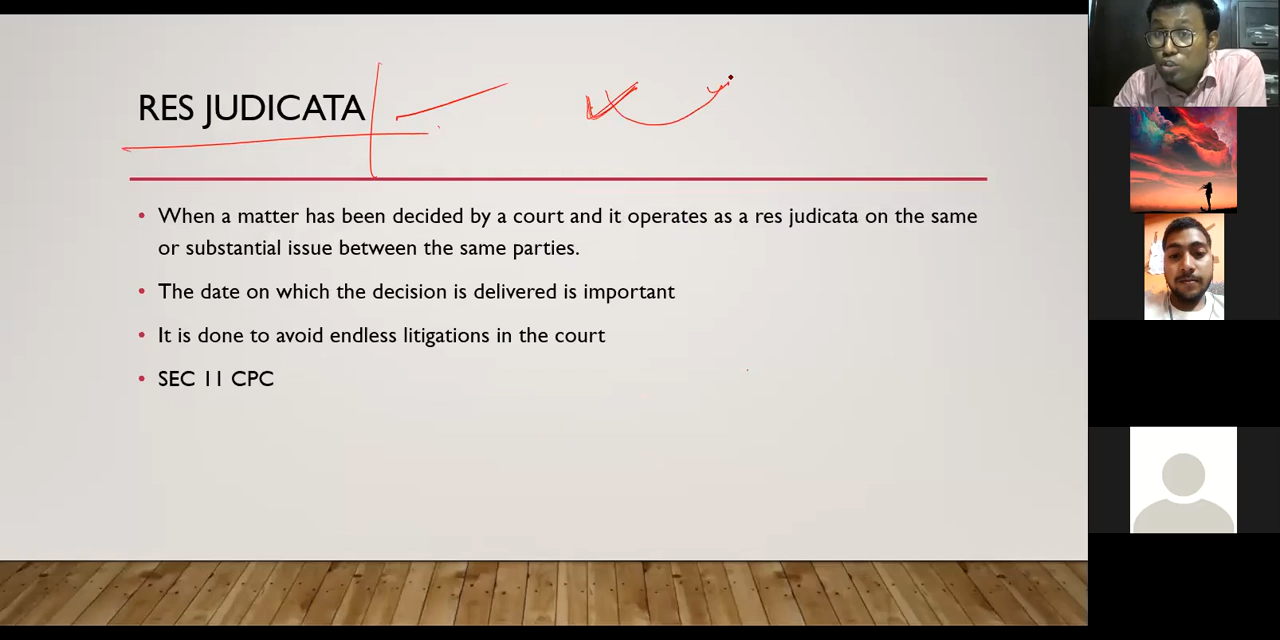 RES JUDICATA
• When a matter has been decided by a court and it operates as a res judicata on the same
or substantial issue between the same parties.
• The date on which the decision is delivered is important
• It is done to avoid endless litigations in the court
• SEC 11 CPC